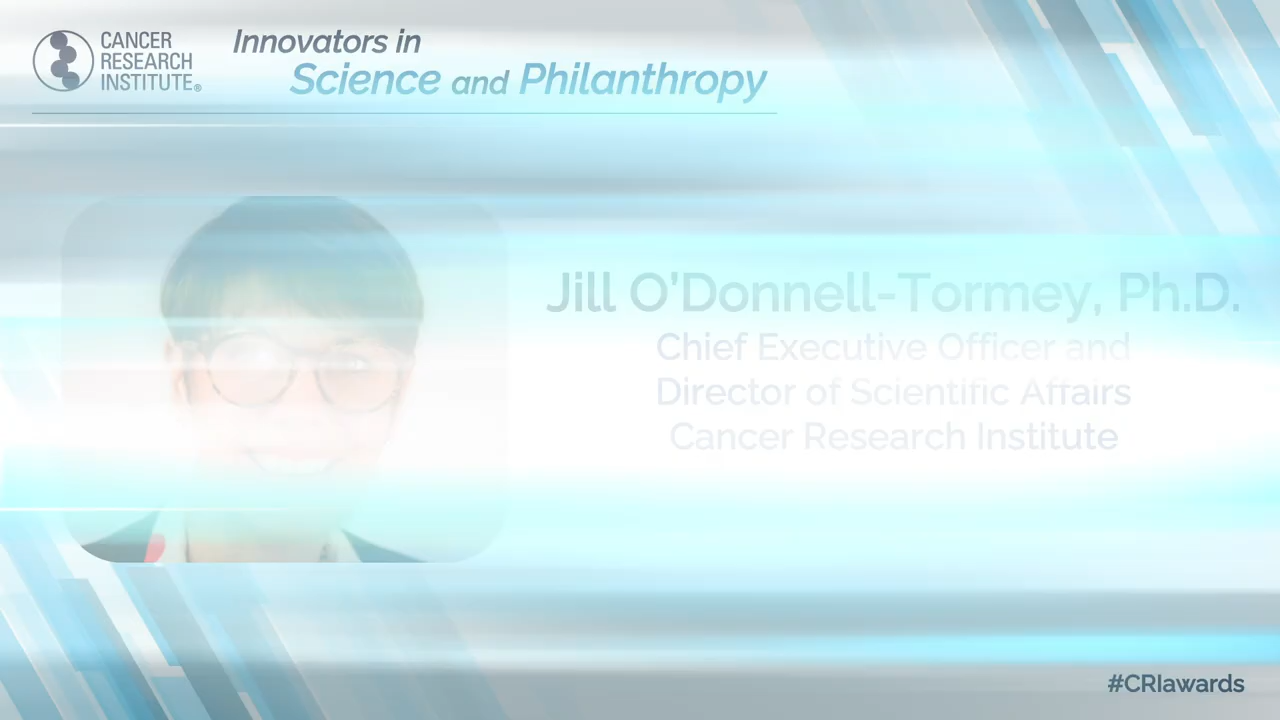 CANCER
RESEARCH
INSTITUTE®
Innovators in
Science and Philanthropy
Jill O'Donnell-Tormey, Ph.D.
Chief Executive Officer and
Director of Scientific Affairs
Cancer Research Institute
#CRIawards